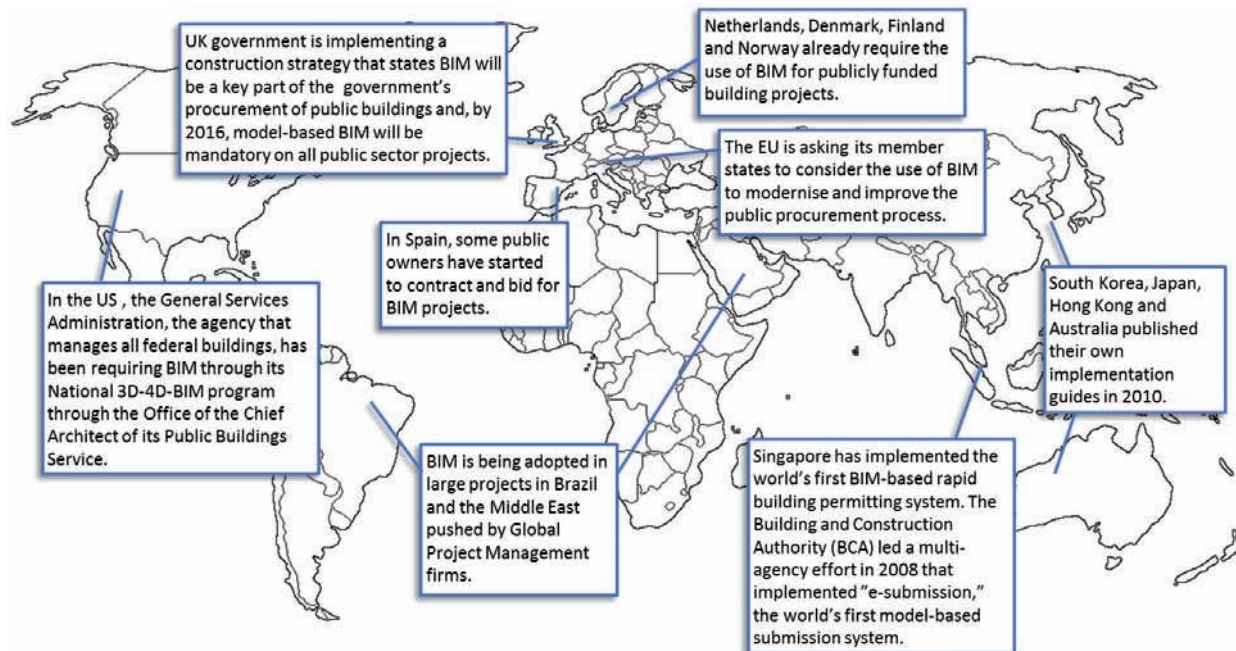 UK government is implementing a
construction strategy that states BIM will
be a key part of the government's
procurement of public buildings and, by
2016, model-based BIM will be
mandatory on all public sector projects.
Netherlands, Denmark, Finland
and Norway already require the
use of BIM for publicly funded
building projects.
The EU is asking its member
states to consider the use of BIM
to modernise and improve the
public procurement process.
In Spain, some public
owners have started
to contract and bid for
BIM projects.
In the US , the General Services
Administration, the agency that
manages all federal buildings, has
been requiring BIM through its
National 3D-4D-BIM program
through the Office of the Chief
Architect of its Public Buildings
Service.
South Korea, Japan,
Hong Kong and
Australia published
their own
implementation
guides in 2010.
BIM is being adopted in
large projects in Brazil
and the Middle East
pushed by Global
Project Management
firms.
Singapore has implemented the
world's first BIM-based rapid
building permitting system. The
Building and Construction
Authority (BCA) led a multi-
agency effort in 2008 that
implemented "e-submission,"
the world's first model-based
submission system.